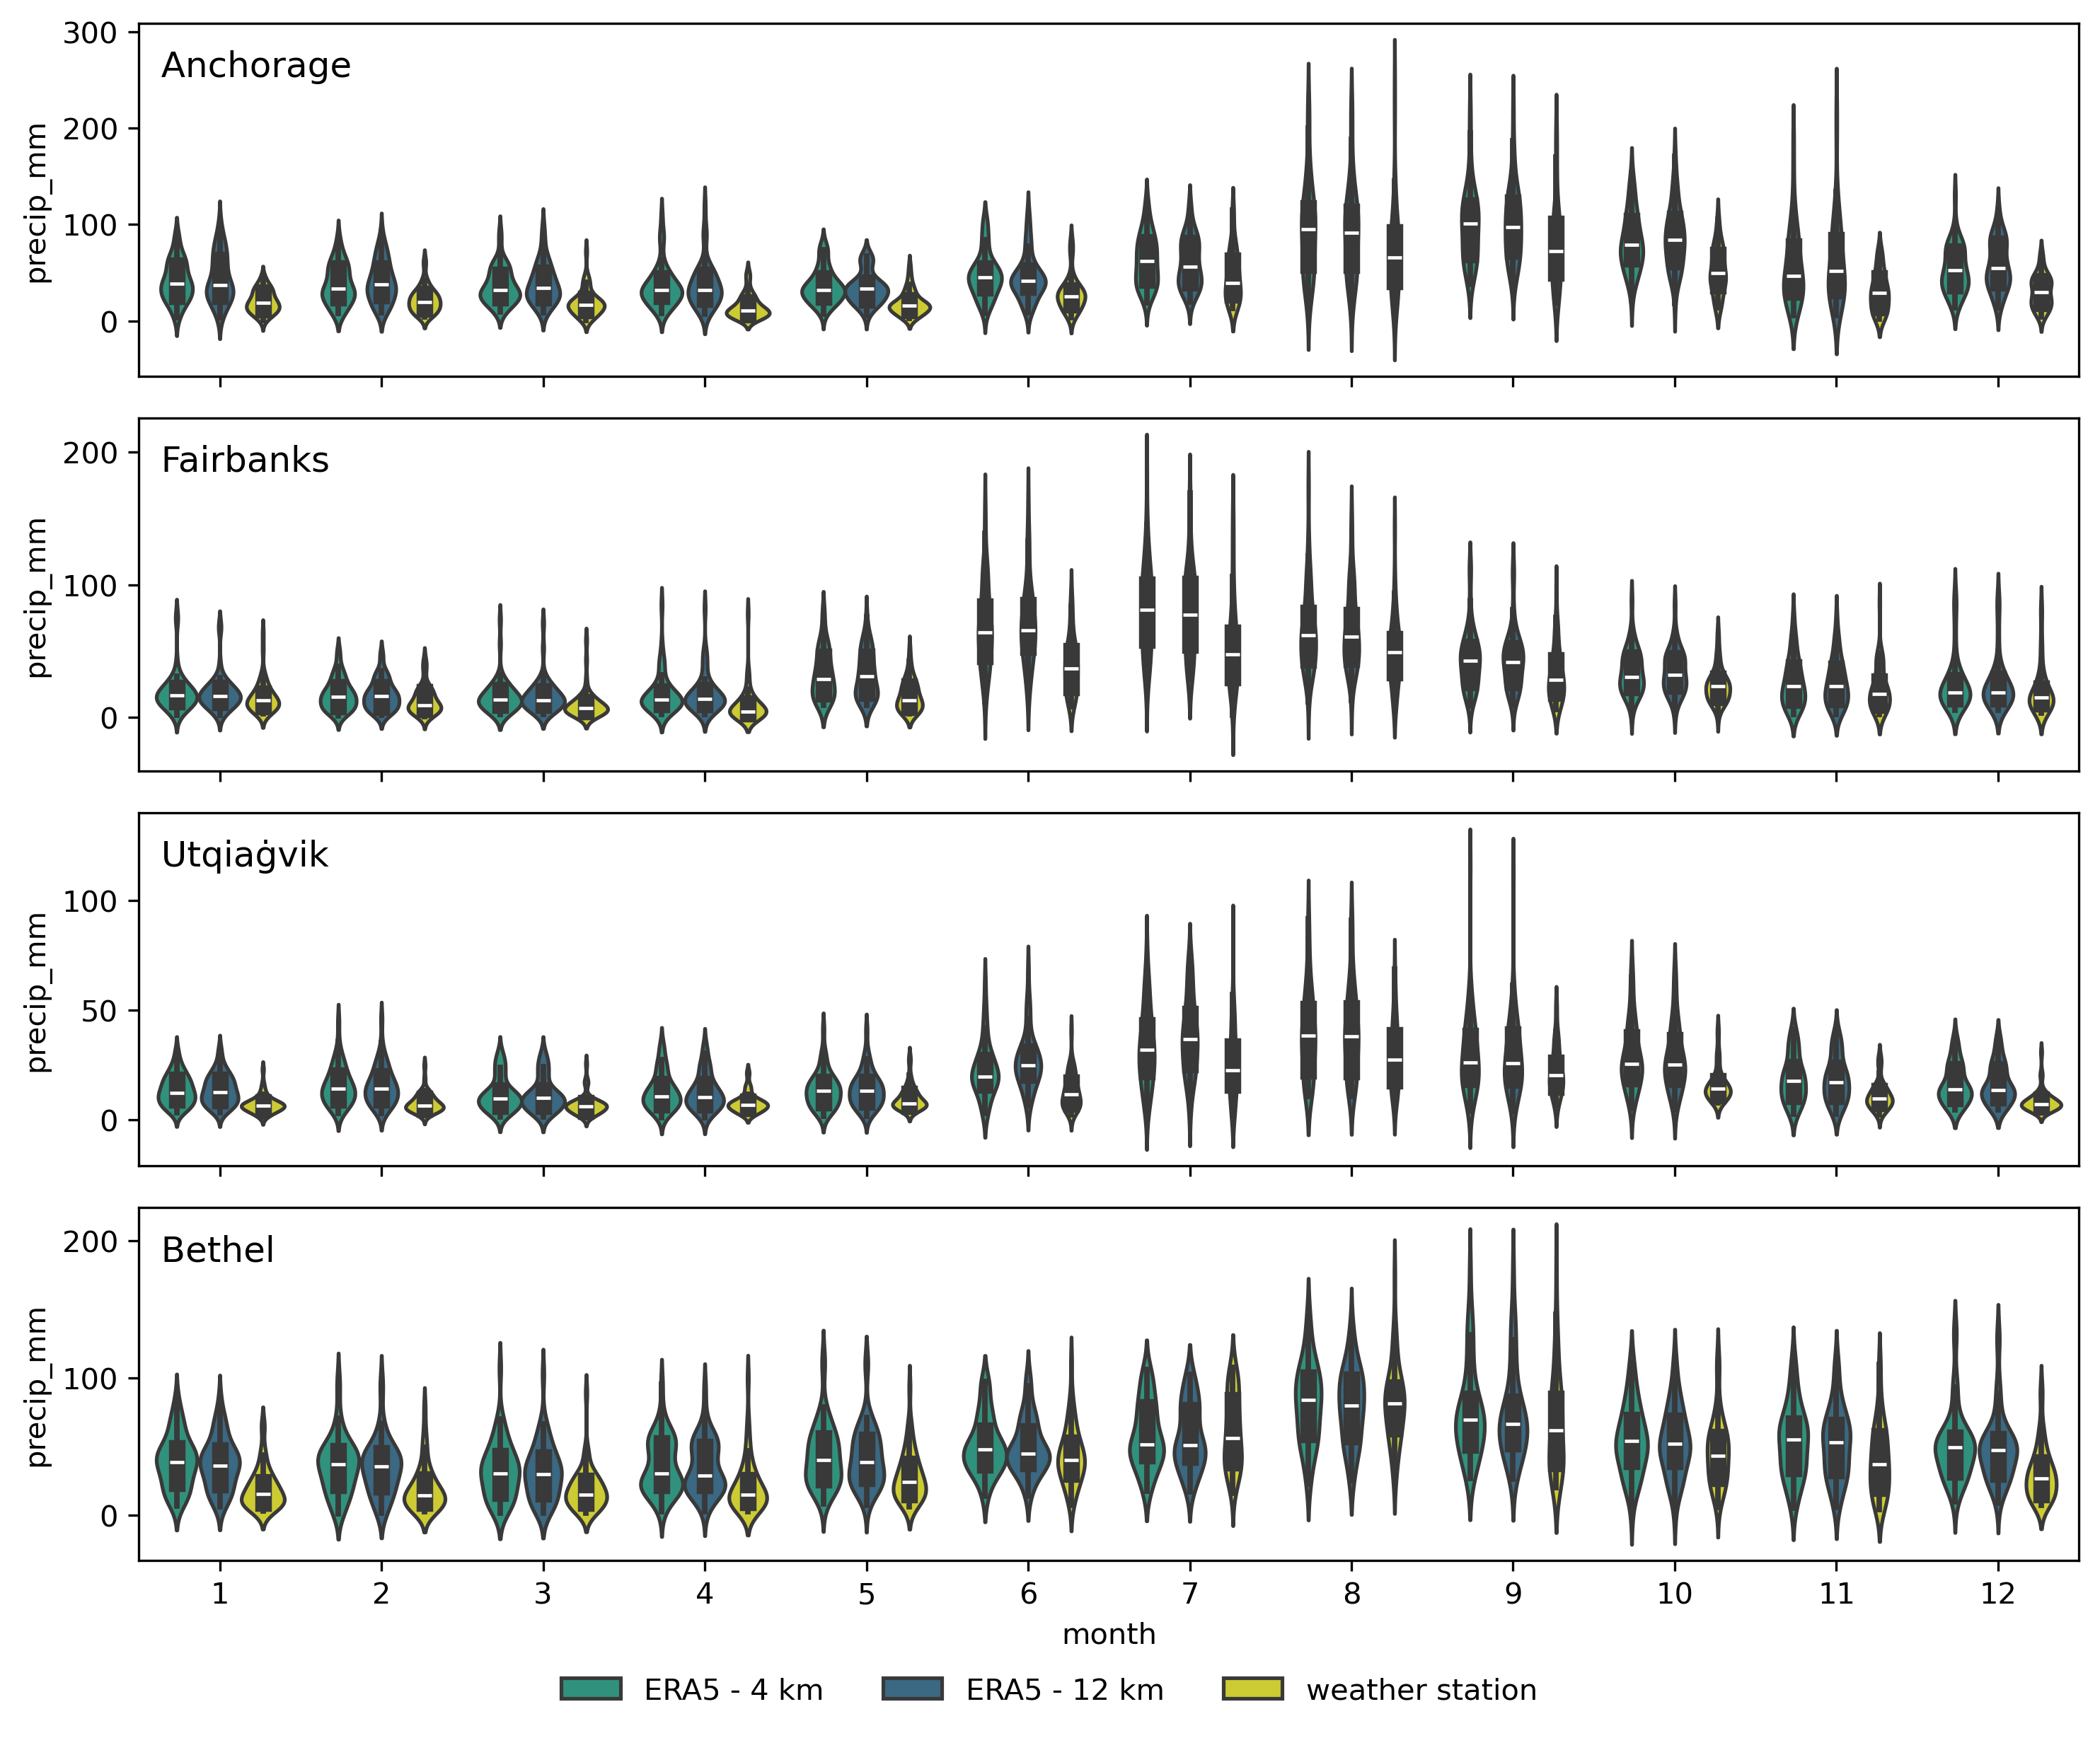 300
200
100
0
precip_mm
Anchorage
200
100
0
precip_mm
Fairbanks
100
50
0
precip_mm
Utqiaġvik
200
100
0
precip_mm
Bethel
1 2 3 4 5 6 7 8 9 10 11 12
month
ERA5 - 4 km ERA5 - 12 km weather station